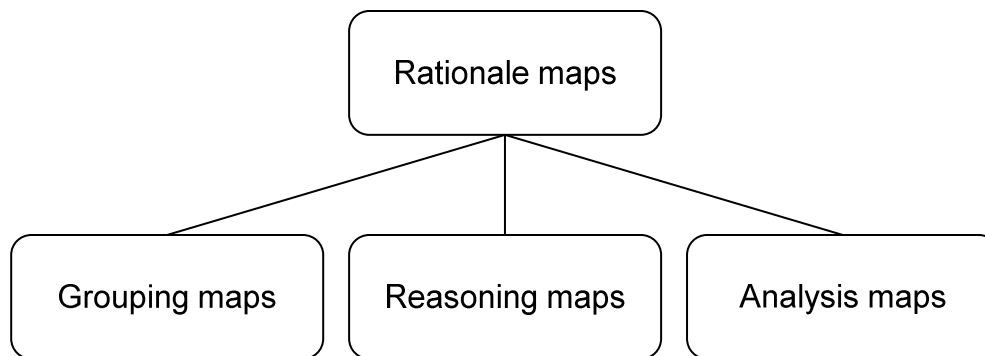 Rationale maps
Grouping maps
Reasoning maps
Analysis maps